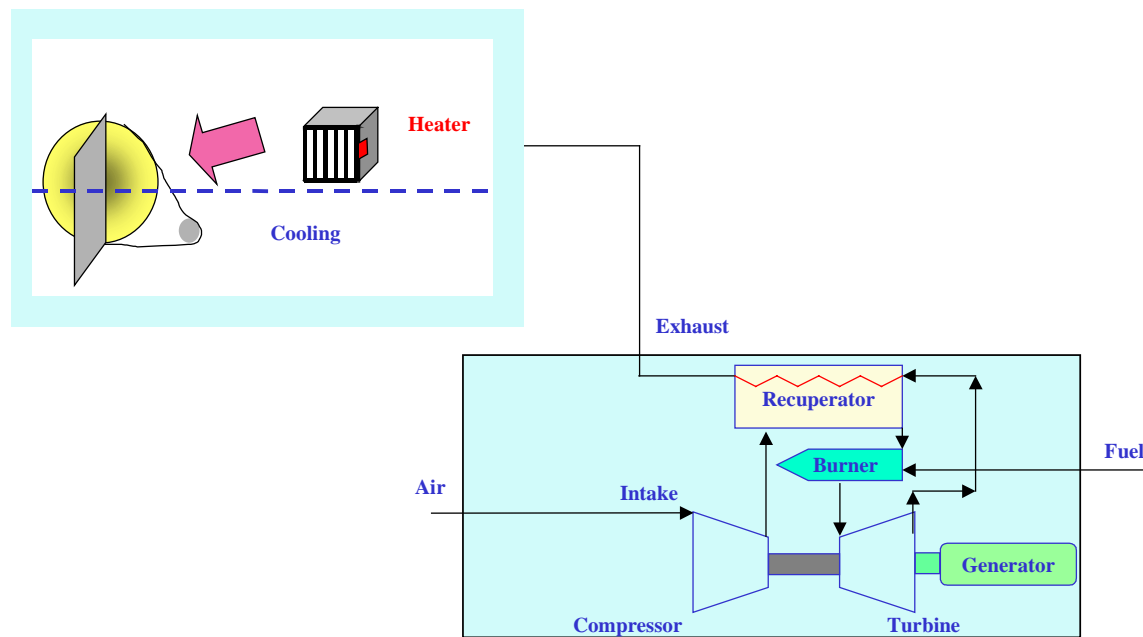 Heater
Cooling
Exhaust
Recuperator
Burner
Fuel
Air
Intake
Generator
Compressor
Turbine